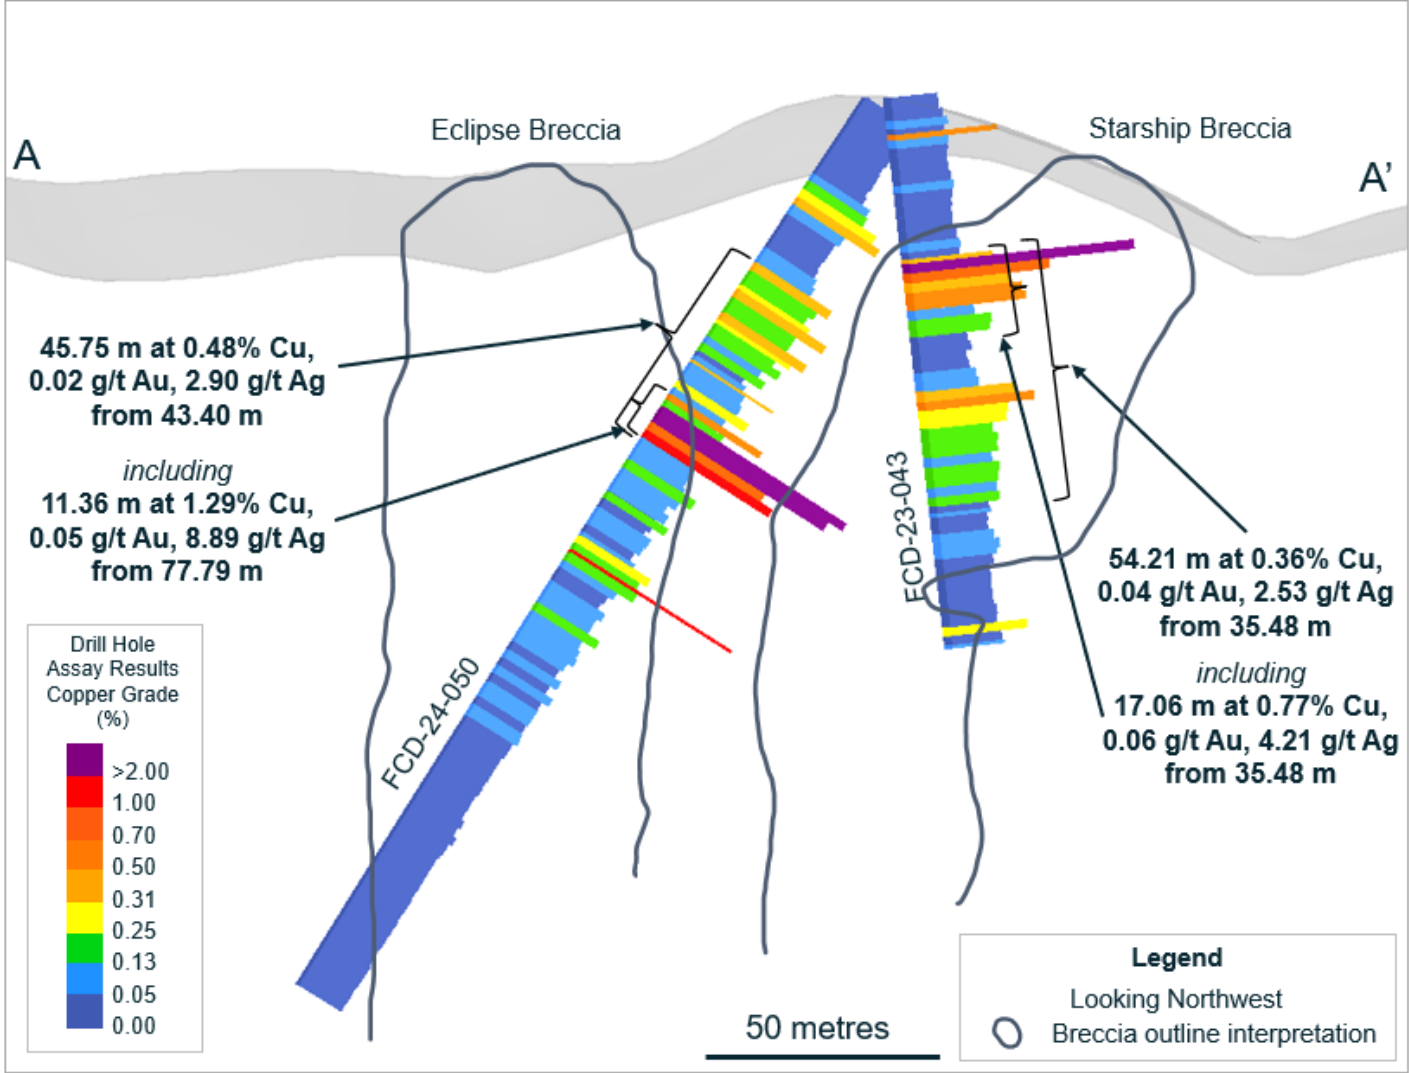 Eclipse Breccia
Starship Breccia
A
A’
45.75 m at 0.48% Cu,
0.02 g/t Au, 2.90 g/t Ag
from 43.40 m
including
11.36 m at 1.29% Cu,
0.05 g/t Au, 8.89 g/t Ag
from 77.79 m
FCD-23-043
54.21 m at 0.36% Cu,
0.04 g/t Au, 2.53 g/t Ag
from 35.48 m
including
17.06 m at 0.77% Cu,
0.06 g/t Au, 4.21 g/t Ag
from 35.48 m
FCD-24-050
Drill Hole
Assay Results
Copper Grade
(%)
>2.00
1.00
0.70
0.50
0.31
0.25
0.13
0.05
0.00
50 metres
Legend
Looking Northwest
Breccia outline interpretation